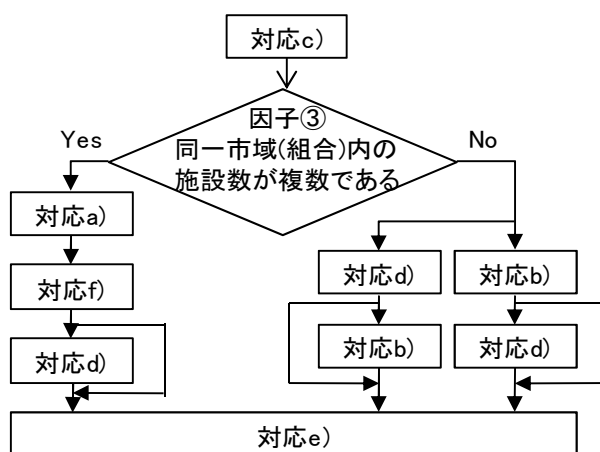 対応c)
因子③
同一市域(組合)内の
施設数が複数である
Yes
No
対応a)
対応f)
対応d)
対応d)
対応b)
対応b)
対応d)
対応e)